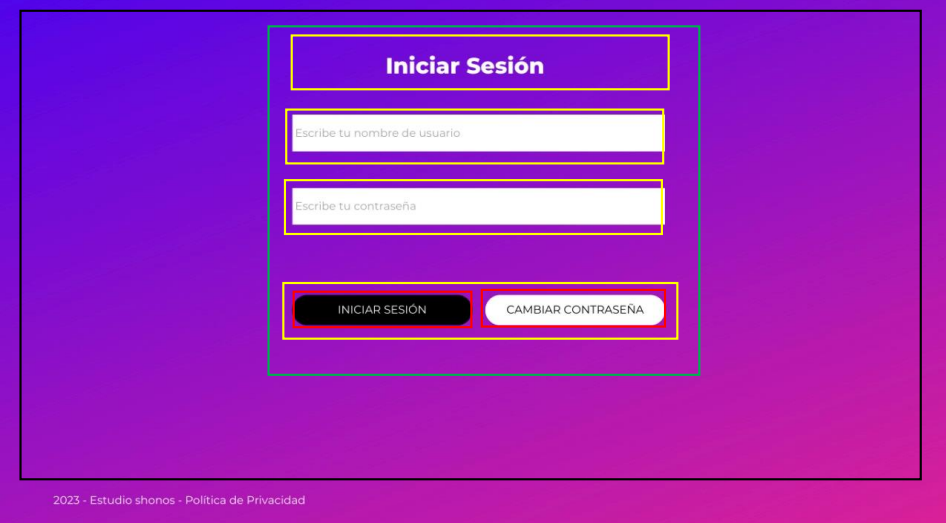 Iniciar Sesión
Escribe tu nombre de usuario
Escribe tu contraseña
INICIAR SESIÓN
CAMBIAR CONTRASEÑA
2023 - Estudio shonos - Política de Privacidad